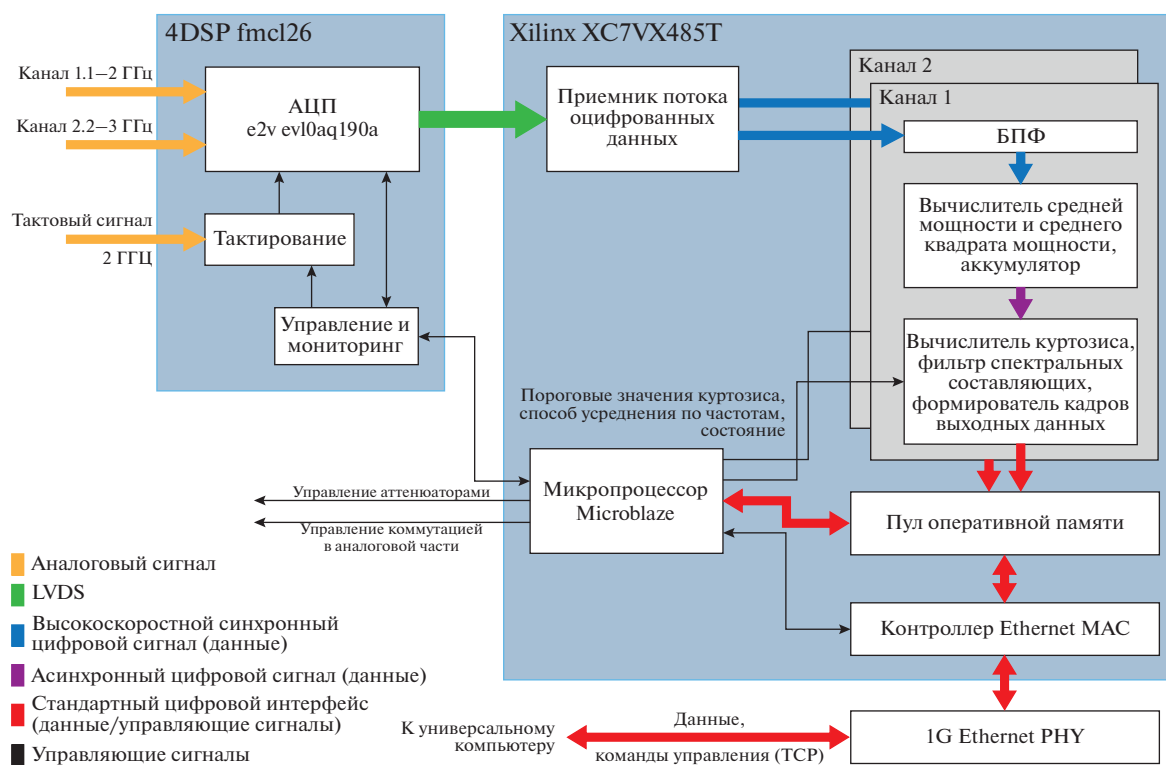 4DSP fmcl26
Xilinx XC7VX485T
Канал 1.1–2 ГГц
Канал 2.2–3 ГГц
АЦП
e2v evl0aq190a
Приемник потока
оцифрованных
данных
Канал 2
Канал 1
БПФ
Вычислитель средней
мощности и среднего
квадрата мощности,
аккумулятор
Тактовый сигнал
2 ГГЦ
Тактирование
Управление и
мониторинг
Вычислитель куртозиса,
фильтр спектральных
составляющих,
формирователь кадров
выходных данных
Пороговые значения куртозиса,
способ усреднения по частотам,
состояние
Микропроцессор
Microblaze
Управление аттенюаторами
Управление коммутацией
в аналоговой части
Пул оперативной памяти
Контроллер Ethernet MAC
1G Ethernet PHY
К универсальному
компьютеру
Данные,
команды управления (TCP)
Аналоговый сигнал
LVDS
Высокоскоростной синхронный
цифровой сигнал (данные)
Асинхронный цифровой сигнал (данные)
Стандартный цифровой интерфейс
(данные/управляющие сигналы)
Управляющие сигналы